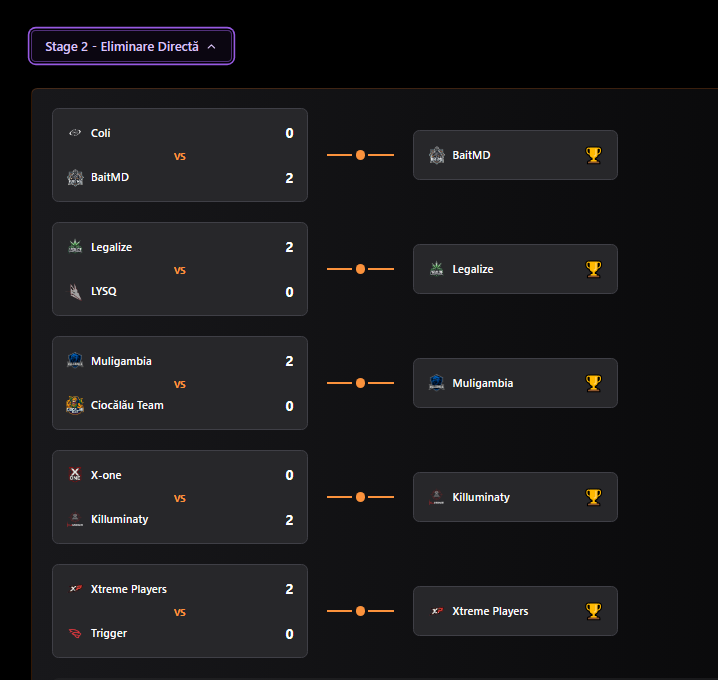 Stage 2 - Eliminare Directă
Coli 0
VS
BaitMD 2
BaitMD
Legalize 2
VS
LYSQ 0
Legalize
Muligambia 2
VS
Ciocălău Team 0
Muligambia
X-one 0
VS
Killuminaty 2
Killuminaty
Xtreme Players 2
VS
Trigger 0
Xtreme Players